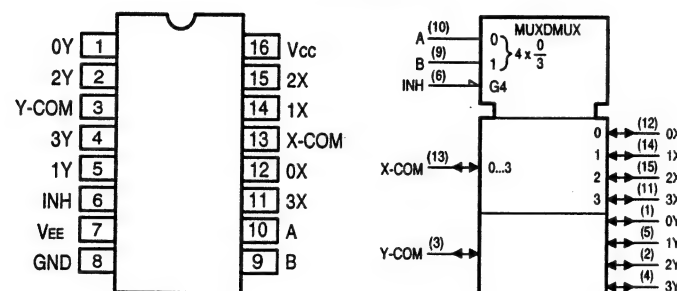 0Y 1
2Y 2
Y-COM 3
3Y 4
1Y 5
INH 6
VEE 7
GND 8
16 Vcc
15 2X
14 1X
13 X-COM
12 0X
11 3X
10 A
9 B
MUXDMUX
A (10) 0
B (9) 1
} 4 x 0/3
INH (6) G4
X-COM (13) 0...3
0 (12) 0X
1 (14) 1X
2 (15) 2X
3 (11) 3X
Y-COM (3)
(1) 0Y
(5) 1Y
(2) 2Y
(4) 3Y